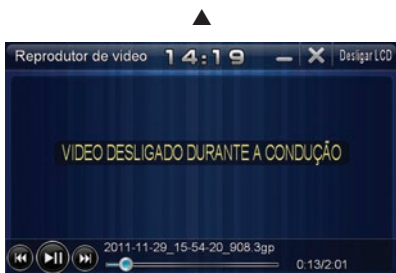 Reprodutor de video 14:19 Desligar LCD
VIDEO DESLIGADO DURANTE A CONDUÇÃO
2011-11-29_15-54-20_908.3gp
0:13/2:01